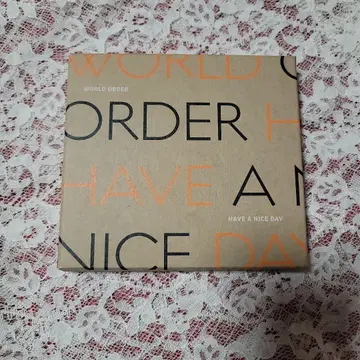 WORLD O
WORLD ORDER
ORDER H
HAVE A N
HAVE A NICE DAY
NICE DAY